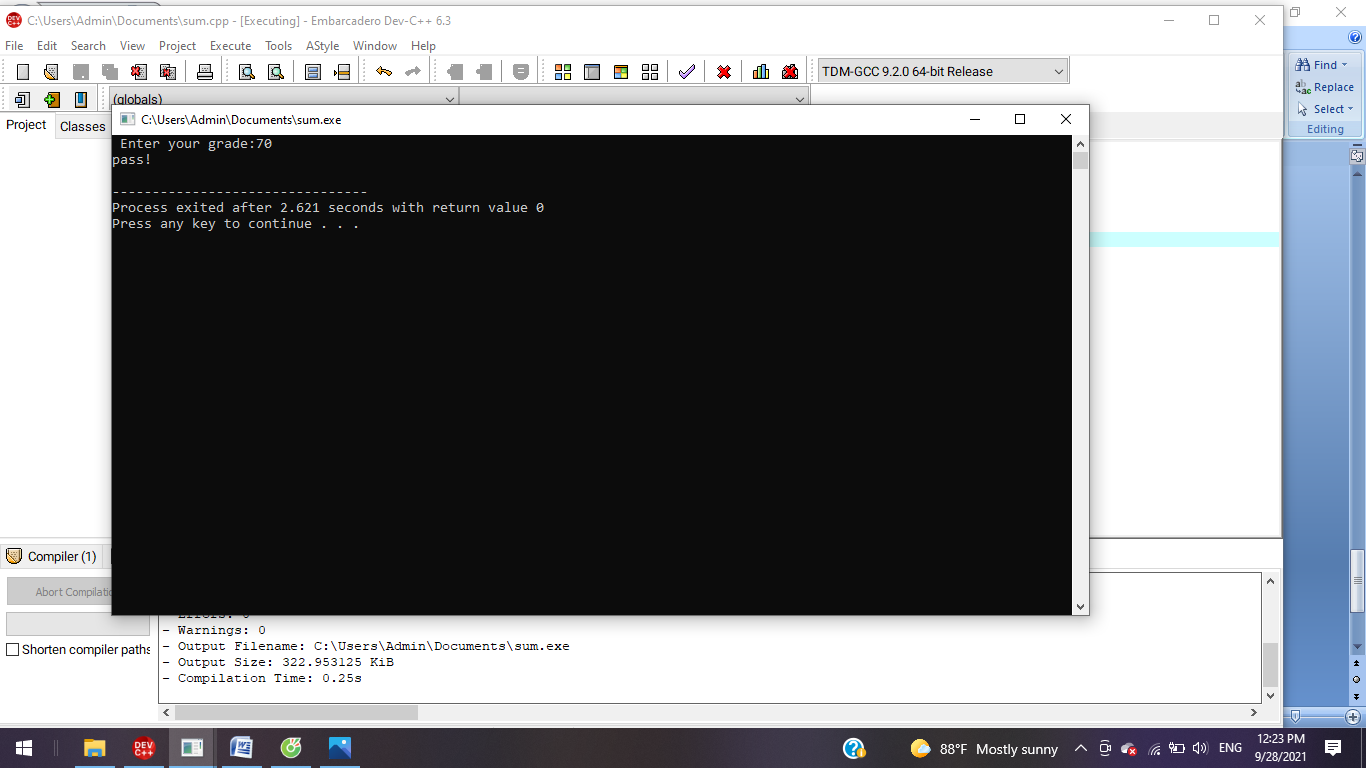 C:\Users\Admin\Documents\sum.cpp - [Executing] - Embarcadero Dev-C++ 6.3
File Edit Search View Project Execute Tools AStyle Window Help
TDM-GCC 9.2.0 64-bit Release
(globals)
Project Classes
C:\Users\Admin\Documents\sum.exe
Enter your grade:70
pass!
--------------------------------
Process exited after 2.621 seconds with return value 0
Press any key to continue . . .
Find
Replace
Select
Editing
Compiler (1)
Abort
Shorten compiler paths
- Errors: 0
- Warnings: 0
- Output Filename: C:\Users\Admin\Documents\sum.exe
- Output Size: 322.953125 KiB
- Compilation Time: 0.25s
DEV C++
88°F Mostly sunny
ENG
12:23 PM
9/28/2021